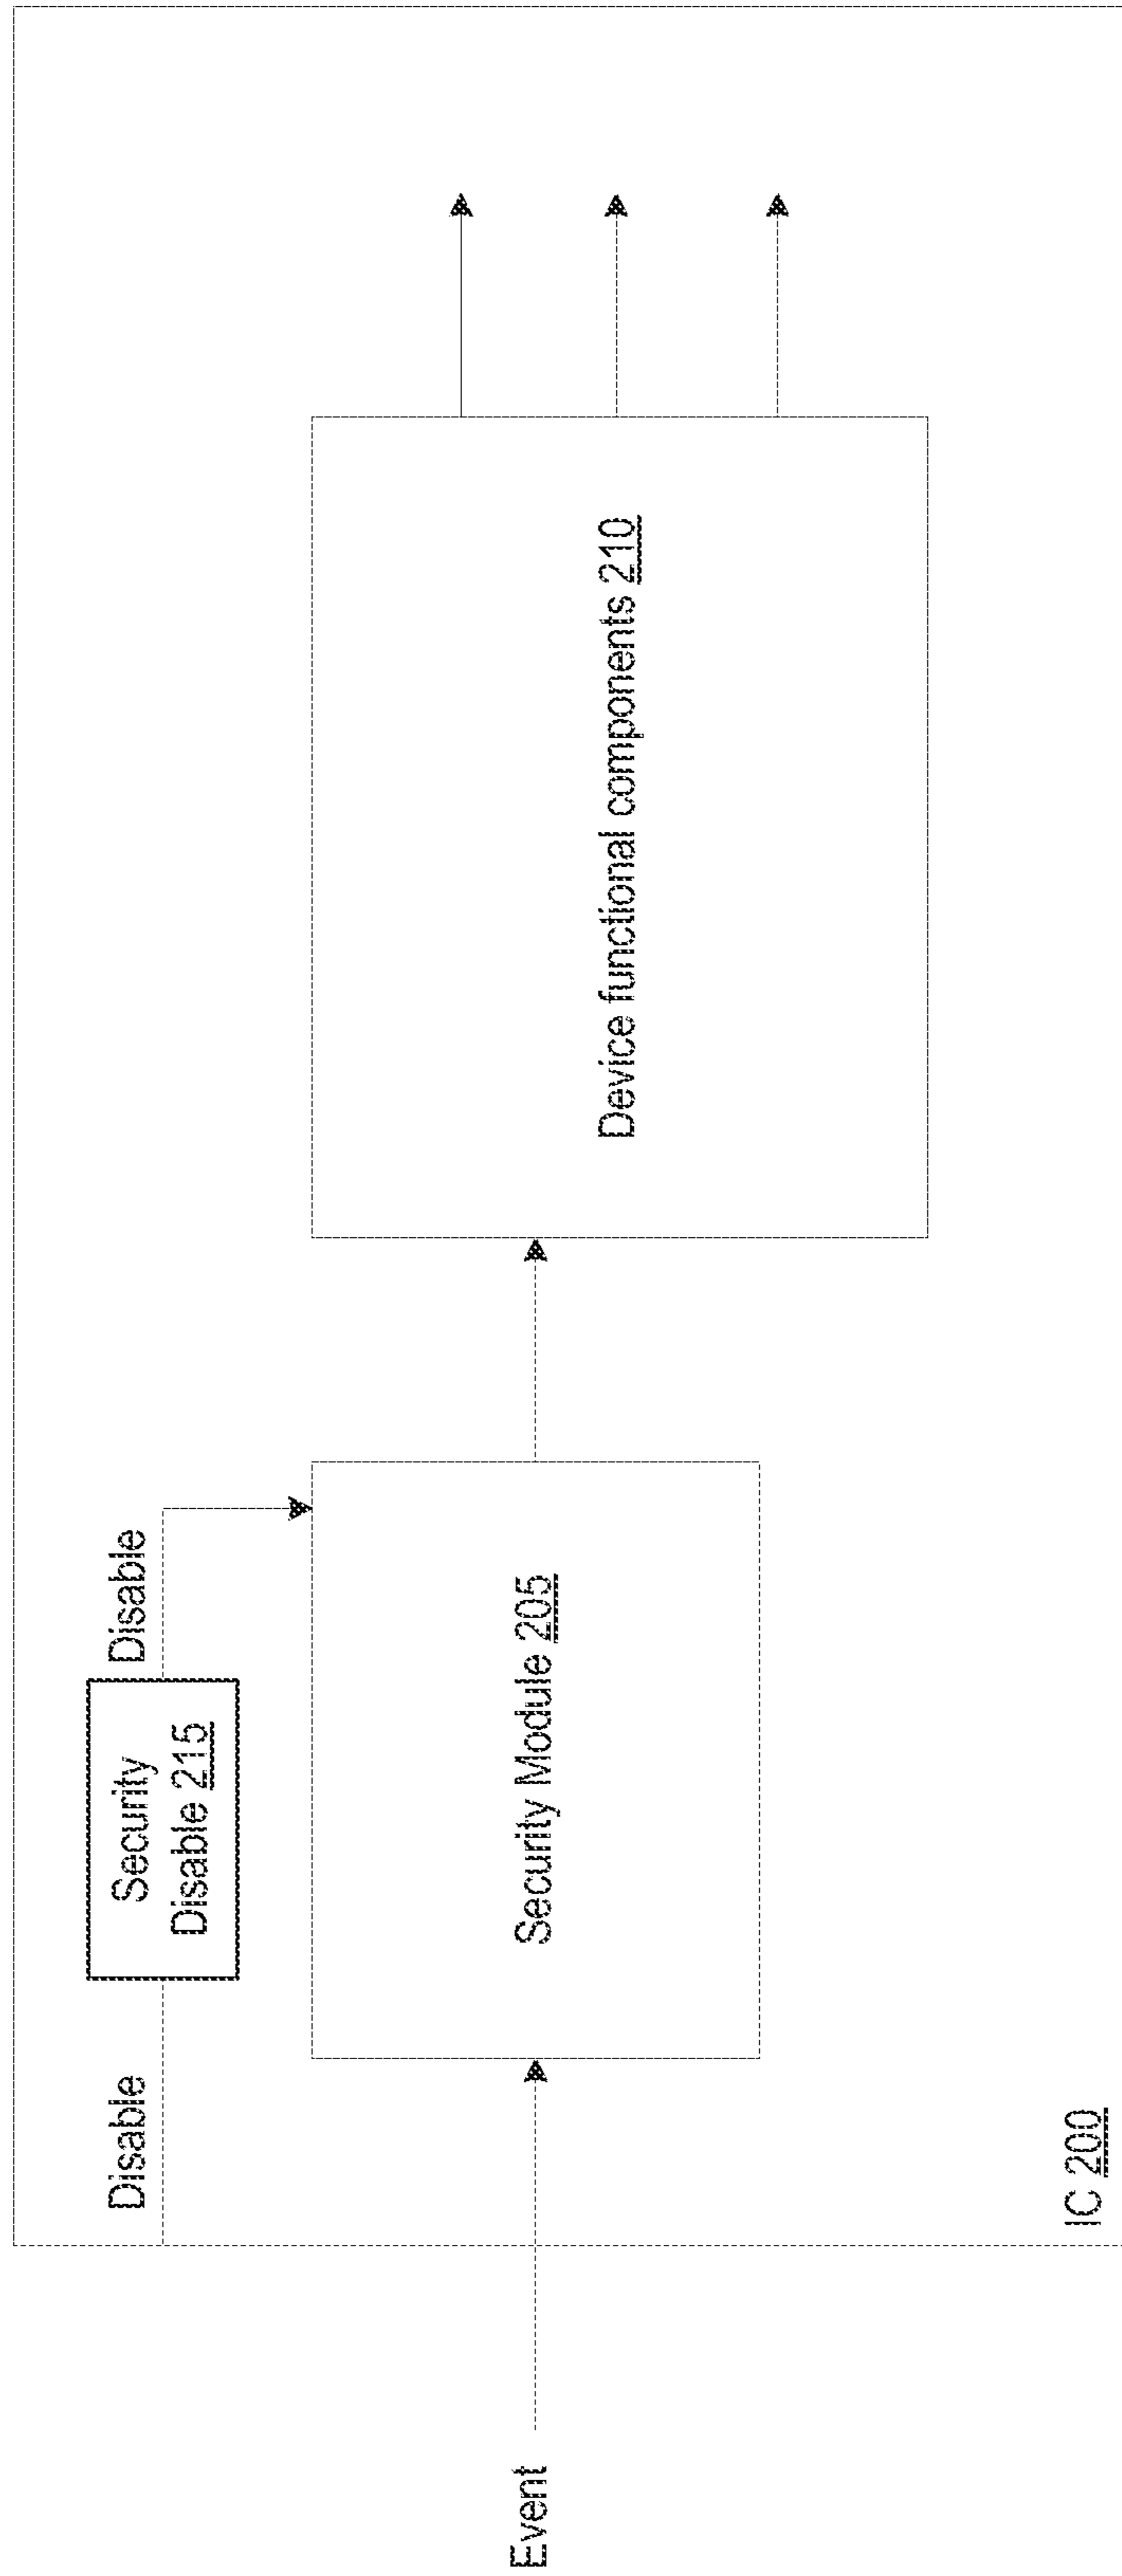 Disable
Security
Disable 215
Disable
Event
Security Module 205
Device functional components 210
IC 200